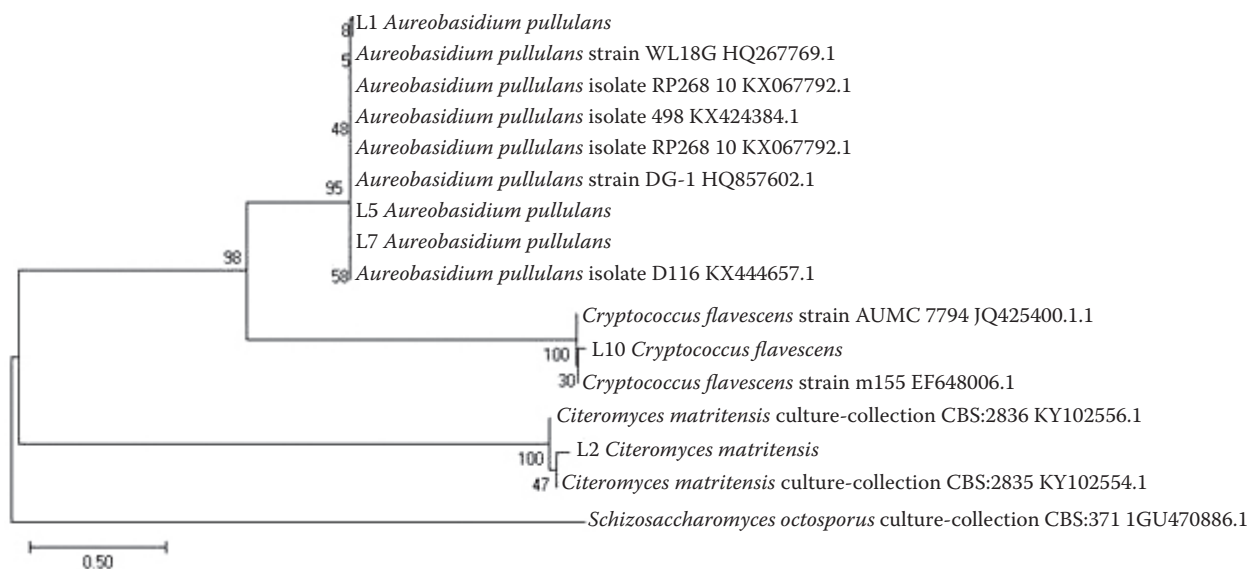 L1 Aureobasidium pullulans
8
Aureobasidium pullulans strain WL18G HQ267769.1
5
Aureobasidium pullulans isolate RP268 10 KX067792.1
Aureobasidium pullulans isolate 498 KX424384.1
48
Aureobasidium pullulans isolate RP268 10 KX067792.1
Aureobasidium pullulans strain DG-1 HQ857602.1
95
L5 Aureobasidium pullulans
L7 Aureobasidium pullulans
98
58 Aureobasidium pullulans isolate D116 KX444657.1
Cryptococcus flavescens strain AUMC 7794 JQ425400.1.1
100 L10 Cryptococcus flavescens
30 Cryptococcus flavescens strain m155 EF648006.1
Citeromyces matritensis culture-collection CBS:2836 KY102556.1
100 L2 Citeromyces matritensis
47 Citeromyces matritensis culture-collection CBS:2835 KY102554.1
Schizosaccharomyces octosporus culture-collection CBS:371 1GU470886.1
0.50